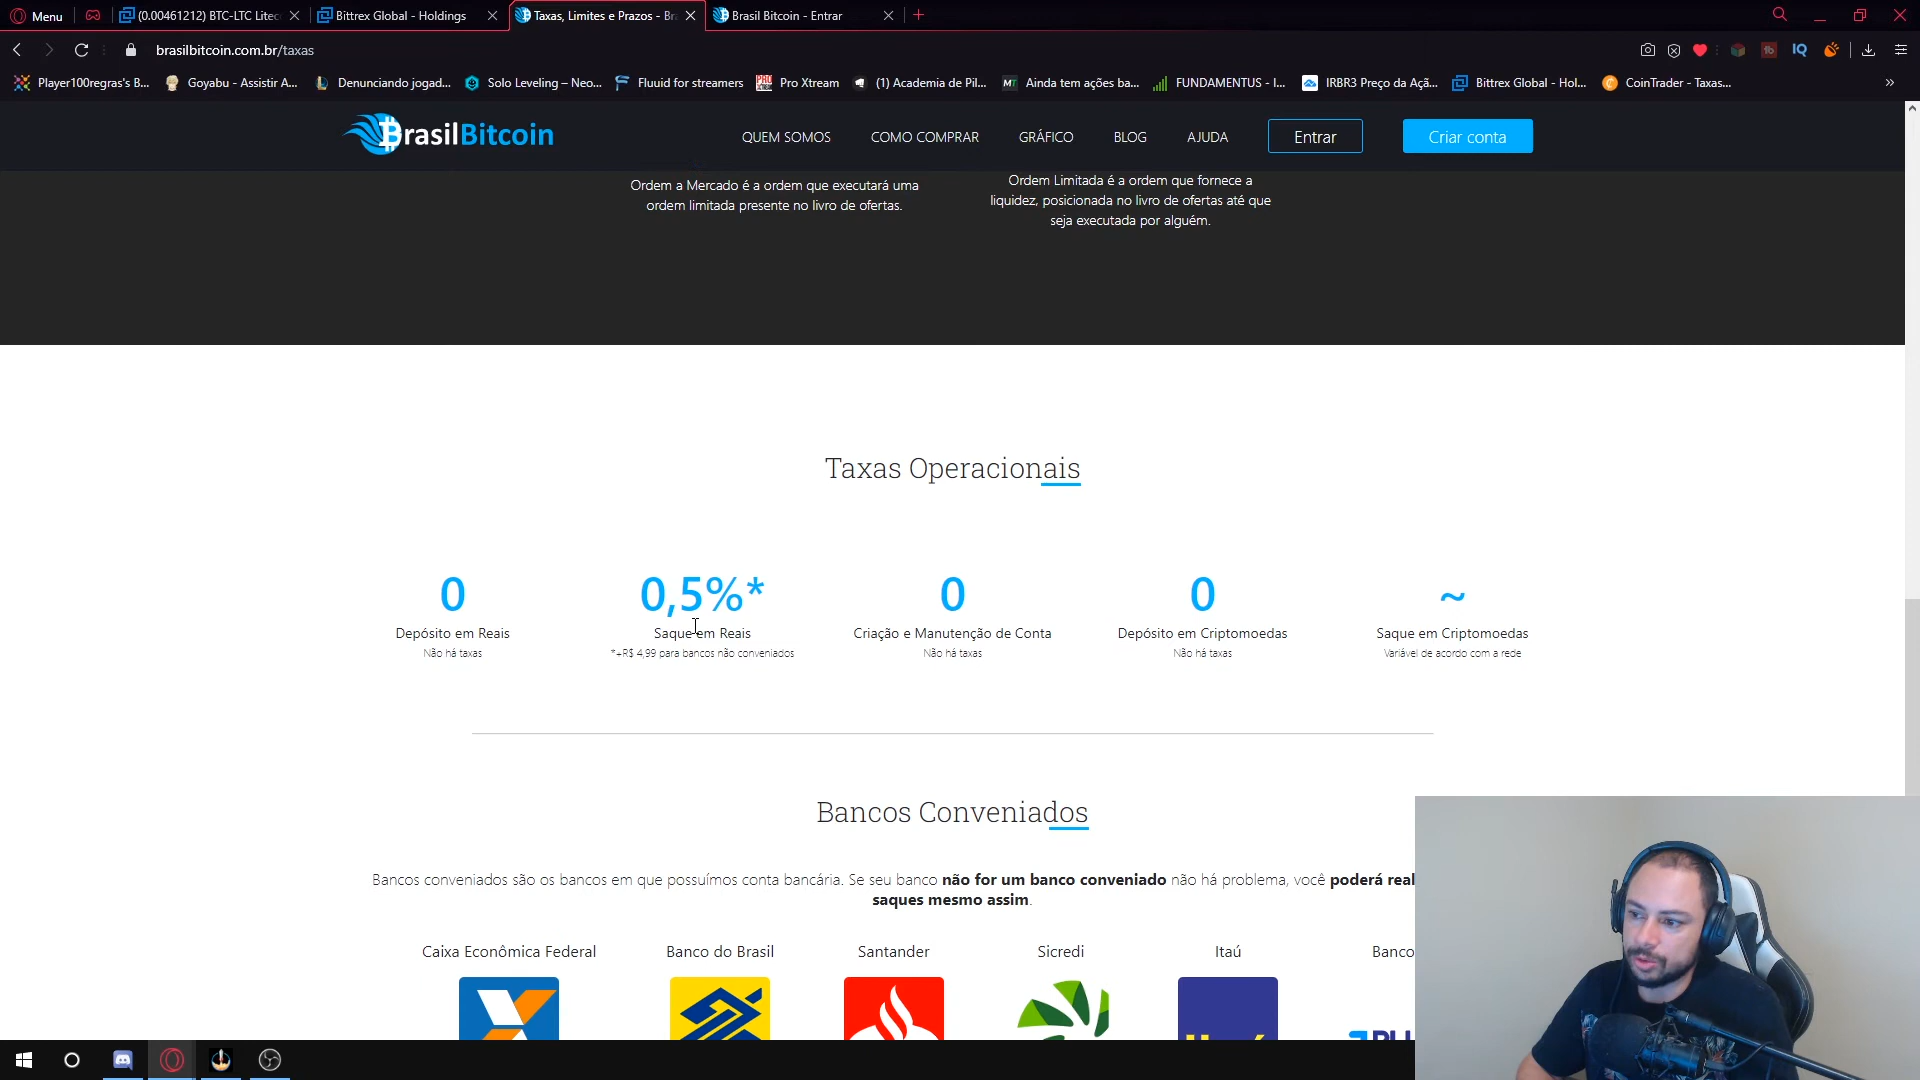 Menu
(0.00461212) BTC-LTC Litec
Bittrex Global - Holdings
Taxas, Limites e Prazos - Br
Brasil Bitcoin - Entrar
brasilbitcoin.com.br/taxas
Player100regras's B...
Goyabu - Assistir A...
Denunciando jogad...
Solo Leveling – Neo...
Fluuid for streamers
Pro Xtream
(1) Academia de Pil...
Ainda tem ações ba...
FUNDAMENTUS - I...
IRBR3 Preço da Açã...
Bittrex Global - Hol...
CoinTrader - Taxas...
BrasilBitcoin
QUEM SOMOS
COMO COMPRAR
GRÁFICO
BLOG
AJUDA
Entrar
Criar conta
Ordem a Mercado é a ordem que executará uma
ordem limitada presente no livro de ofertas.
Ordem Limitada é a ordem que fornece a
liquidez, posicionada no livro de ofertas até que
seja executada por alguém.
Taxas Operacionais
0
Depósito em Reais
Não há taxas
0,5%*
Saque em Reais
*+R$ 4,99 para bancos não conveniados
0
Criação e Manutenção de Conta
Não há taxas
0
Depósito em Criptomoedas
Não há taxas
~
Saque em Criptomoedas
Variável de acordo com a rede
Bancos Conveniados
Bancos conveniados são os bancos em que possuímos conta bancária. Se seu banco não for um banco conveniado não há problema, você poderá real
saques mesmo assim.
Caixa Econômica Federal
Banco do Brasil
Santander
Sicredi
Itaú
Banco